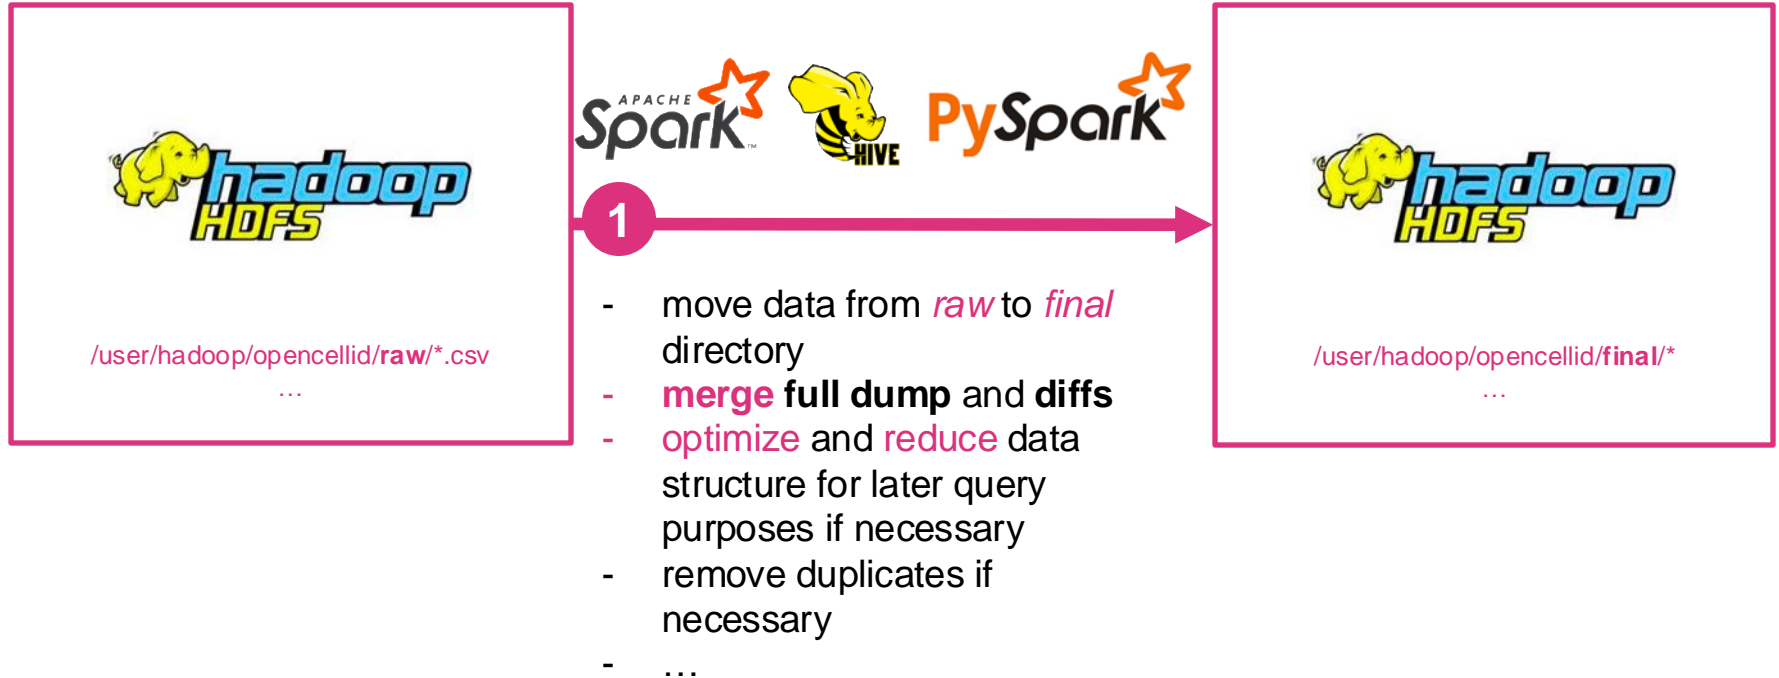 hadoop
HDFS
/user/hadoop/opencellid/raw/*.csv
…
APACHE
Spark
TM
HIVE
PySpark
1
- move data from raw to final
directory
- merge full dump and diffs
- optimize and reduce data
structure for later query
purposes if necessary
- remove duplicates if
necessary
- …
hadoop
HDFS
/user/hadoop/opencellid/final/*
…